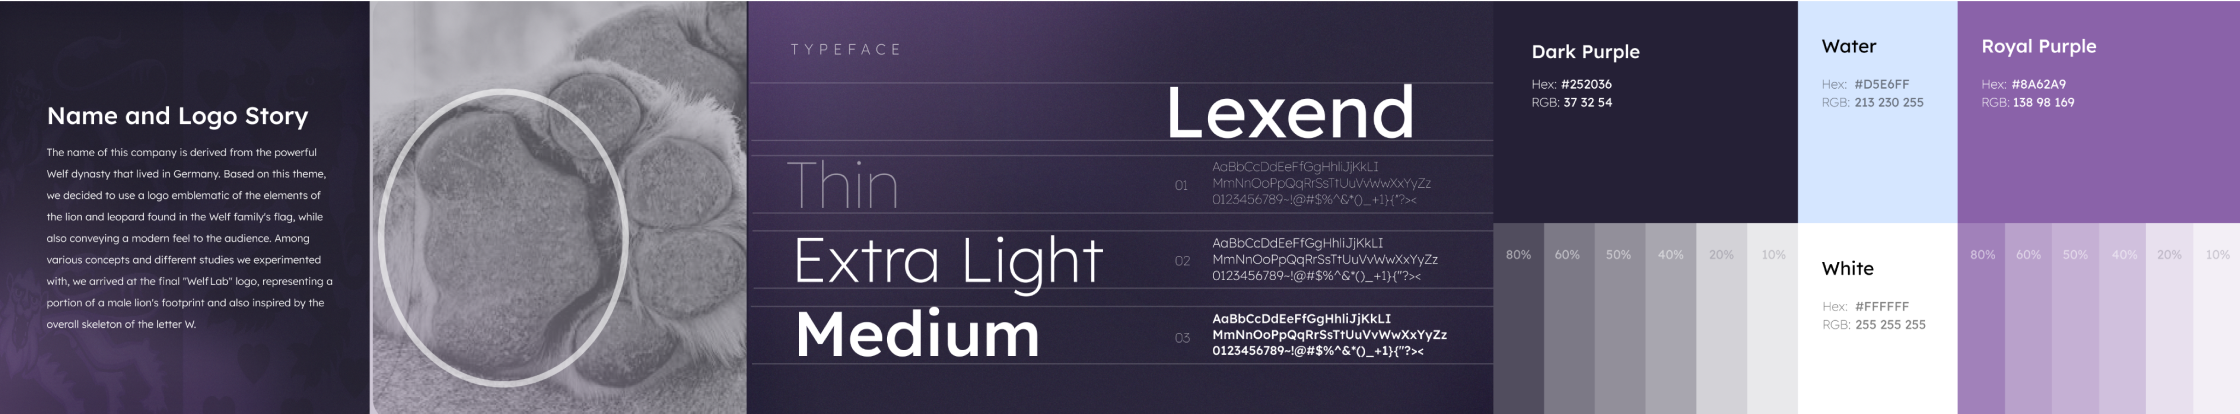 Name and Logo Story
The name of this company is derived from the powerful
Welf dynasty that lived in Germany. Based on this theme,
we decided to use a logo emblematic of the elements of
the lion and leopard found in the Welf family's flag, while
also conveying a modern feel to the audience. Among
various concepts and different studies we experimented
with, we arrived at the final "Welf Lab" logo, representing a
portion of a male lion's footprint and also inspired by the
overall skeleton of the letter W.
TYPEFACE
Lexend
Thin
01
AaBbCcDdEeFfGgHhIiJjKkLl
MmNnOoPpQqRrSsTtUuVvWwXxYyZz
0123456789~!@#$%^&*()_+1}{"?><
Extra Light
02
AaBbCcDdEeFfGgHhIiJjKkLl
MmNnOoPpQqRrSsTtUuVvWwXxYyZz
0123456789~!@#$%^&*()_+1}{"?><
Medium
03
AaBbCcDdEeFfGgHhIiJjKkLl
MmNnOoPpQqRrSsTtUuVvWwXxYyZz
0123456789~!@#$%^&*()_+1}{"?><
Dark Purple
Hex: #252036
RGB: 37 32 54
80% 60% 50% 40% 20% 10%
Water
Hex: #D5E6FF
RGB: 213 230 255
White
Hex: #FFFFFF
RGB: 255 255 255
Royal Purple
Hex: #8A62A9
RGB: 138 98 169
80% 60% 50% 40% 20% 10%